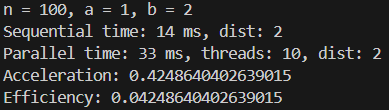 n = 100, a = 1, b = 2
Sequential time: 14 ms, dist: 2
Parallel time: 33 ms, threads: 10, dist: 2
Acceleration: 0.4248640402639015
Efficiency: 0.04248640402639015